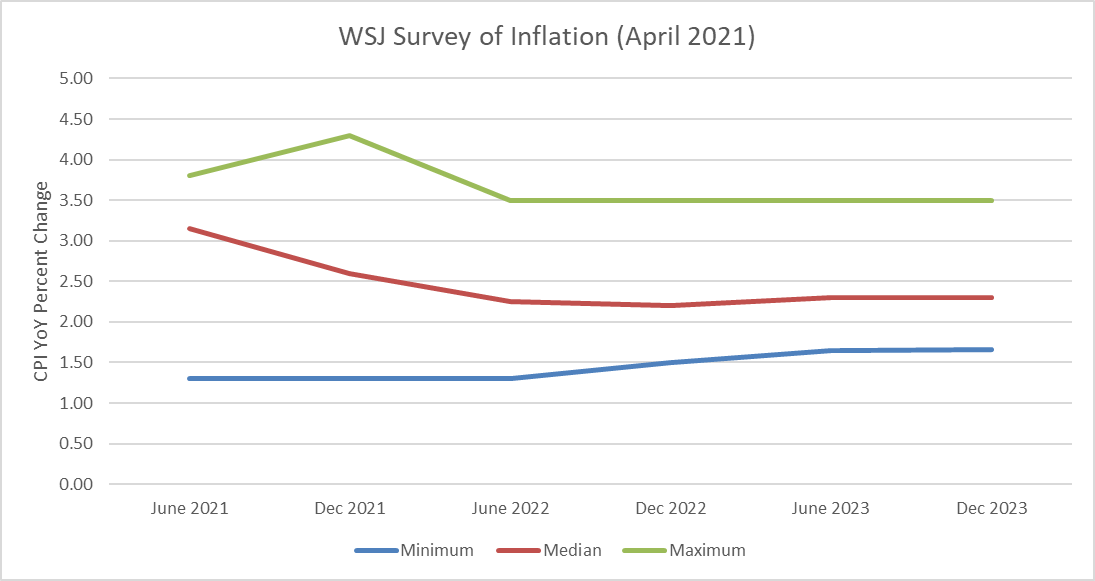 WSJ Survey of Inflation (April 2021)
CPI YoY Percent Change
5.00
4.50
4.00
3.50
3.00
2.50
2.00
1.50
1.00
0.50
0.00
June 2021 Dec 2021 June 2022 Dec 2022 June 2023 Dec 2023
Minimum Median Maximum